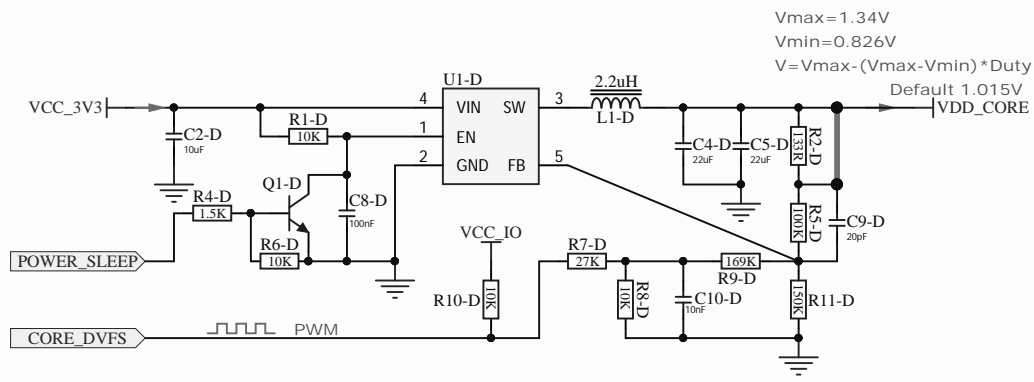 Vmax=1.34V
Vmin=0.826V
V=Vmax-(Vmax-Vmin)*Duty
Default 1.015V
U1-D
2.2uH
VCC_3V3
4
VIN
SW
3
L1-D
VDD_CORE
R1-D
10K
1
EN
C2-D
10uF
C4-D
22uF
C5-D
22uF
R2-D
133R
2
GND
FB
5
Q1-D
R4-D
1.5K
C8-D
100nF
R5-D
100K
C9-D
20pF
VCC_IO
R6-D
10K
R7-D
27K
169K
R9-D
POWER_SLEEP
R10-D
10K
R8-D
10K
C10-D
10nF
150K
R11-D
CORE_DVFS
PWM